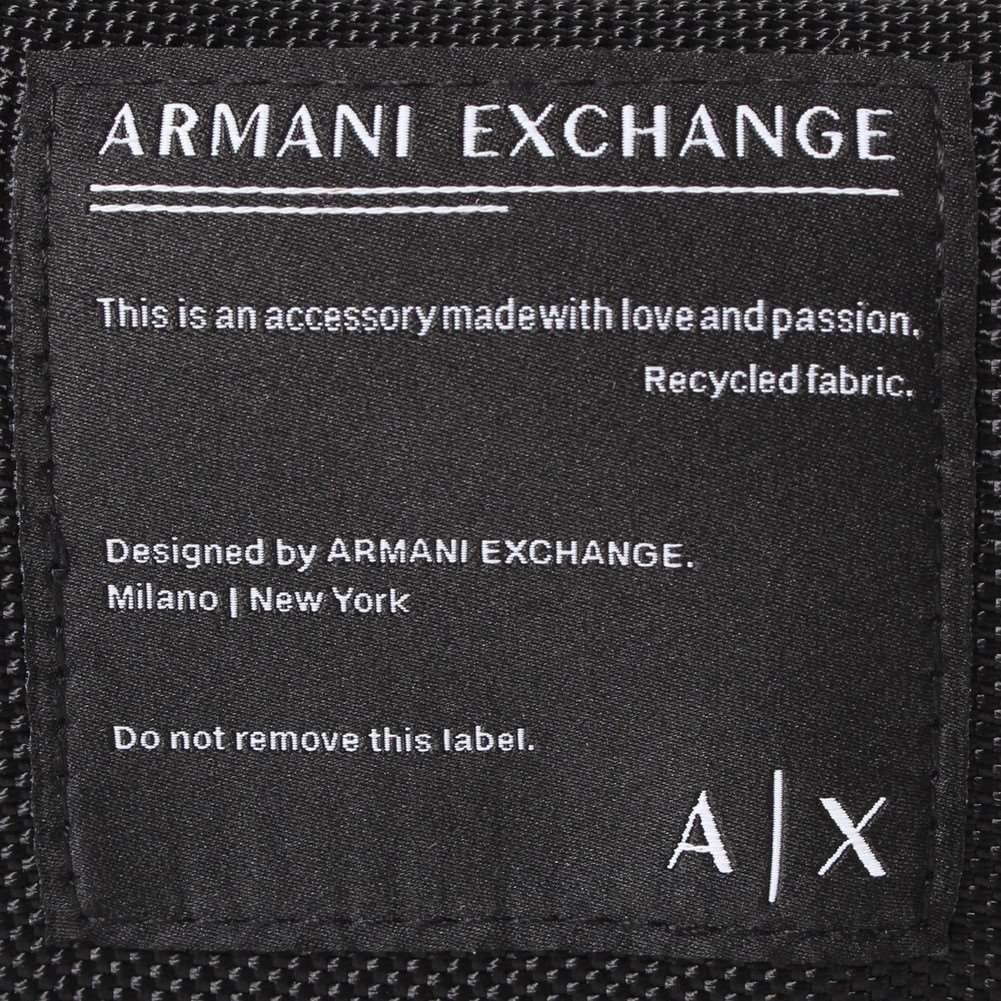 ARMANI EXCHANGE
This is an accessory made with love and passion.
Recycled fabric.
Designed by ARMANI EXCHANGE.
Milano | New York
Do not remove this label.
A|X